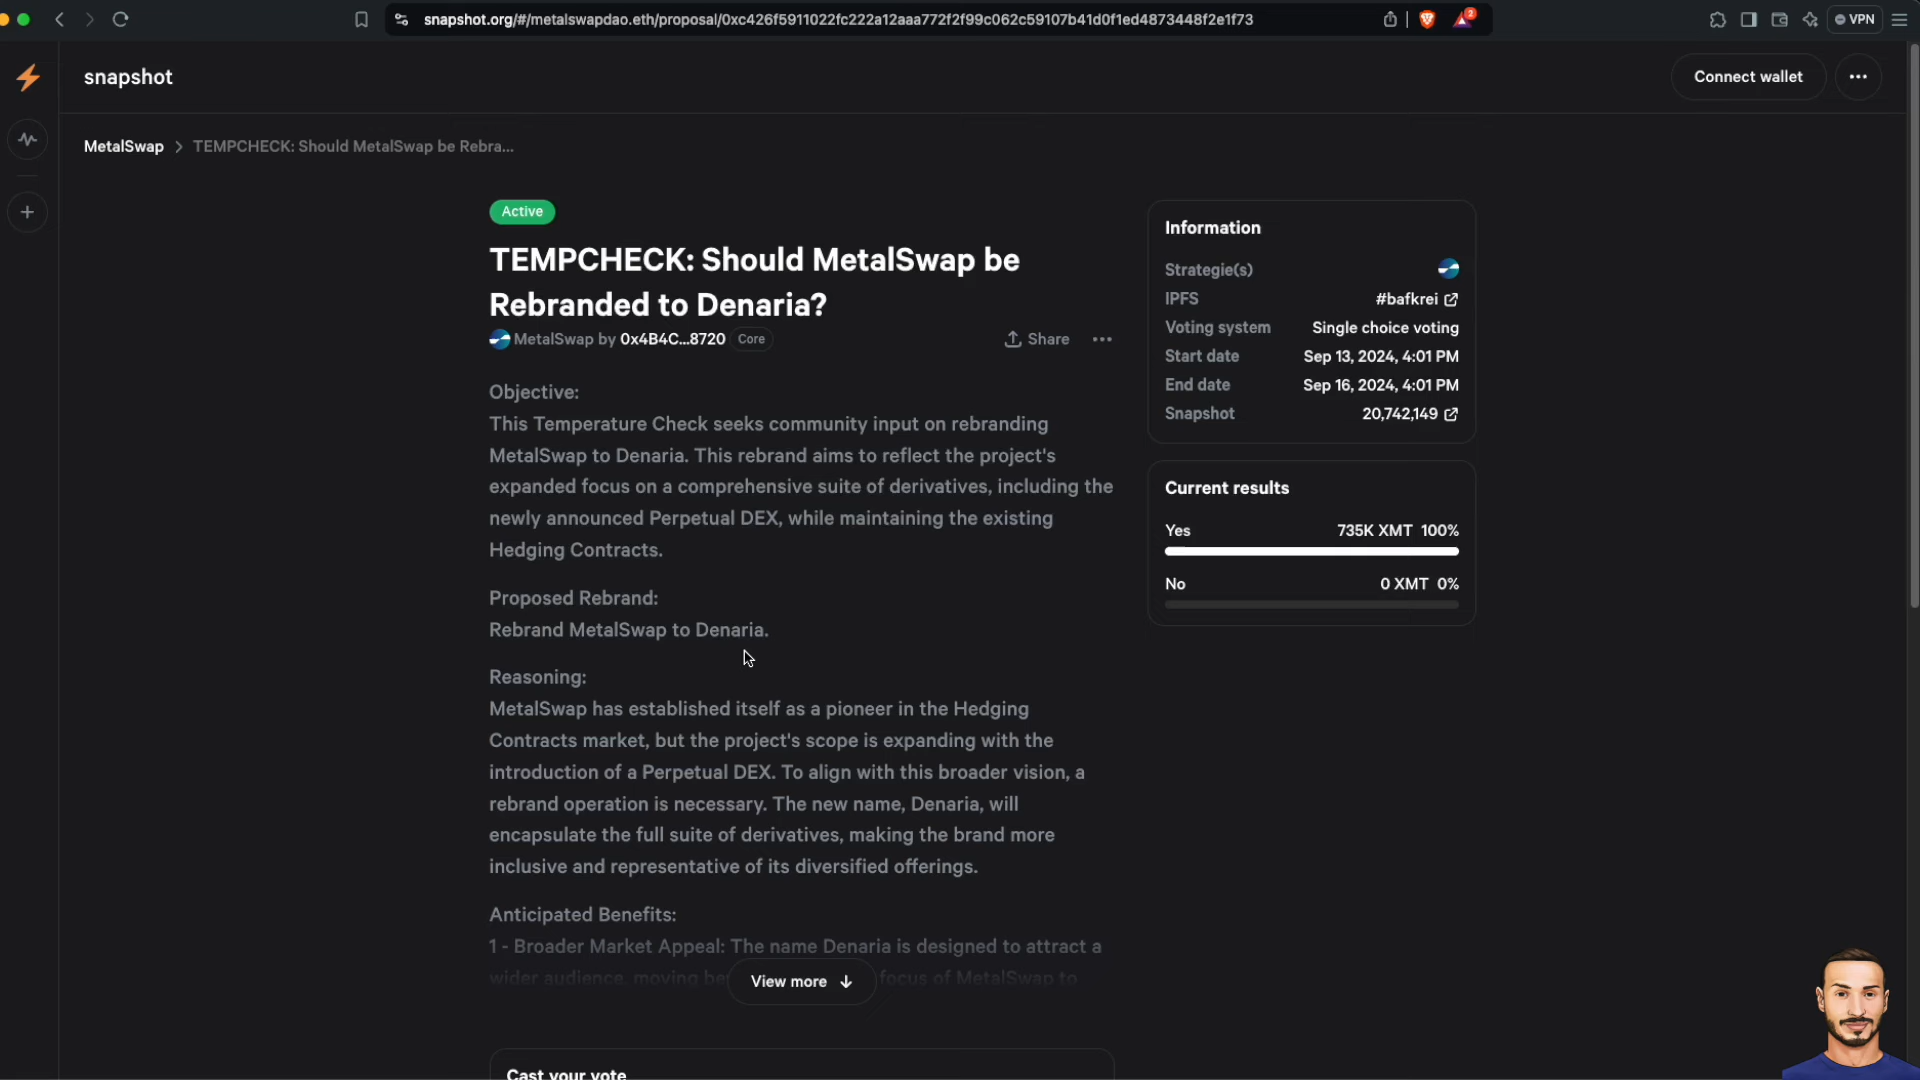 snapshot.org/#/metalswapdao.eth/proposal/0xc426f5911022fc222a12aaa772f2f99c062c59107b41d0f1ed4873448f2e1f73
2
VPN
snapshot
Connect wallet
MetalSwap > TEMPCHECK: Should MetalSwap be Rebra...
Active
TEMPCHECK: Should MetalSwap be
Rebranded to Denaria?
MetalSwap by 0x4B4C...8720 Core
Share
Objective:
This Temperature Check seeks community input on rebranding
MetalSwap to Denaria. This rebrand aims to reflect the project's
expanded focus on a comprehensive suite of derivatives, including the
newly announced Perpetual DEX, while maintaining the existing
Hedging Contracts.
Proposed Rebrand:
Rebrand MetalSwap to Denaria.
Reasoning:
MetalSwap has established itself as a pioneer in the Hedging
Contracts market, but the project's scope is expanding with the
introduction of a Perpetual DEX. To align with this broader vision, a
rebrand operation is necessary. The new name, Denaria, will
encapsulate the full suite of derivatives, making the brand more
inclusive and representative of its diversified offerings.
Anticipated Benefits:
1 - Broader Market Appeal: The name Denaria is designed to attract a
wider audience, moving focus of MetalSwap to
View more
Cast your vote
Information
Strategie(s)
IPFS #bafkrei
Voting system Single choice voting
Start date Sep 13, 2024, 4:01 PM
End date Sep 16, 2024, 4:01 PM
Snapshot 20,742,149
Current results
Yes 735K XMT 100%
No 0 XMT 0%